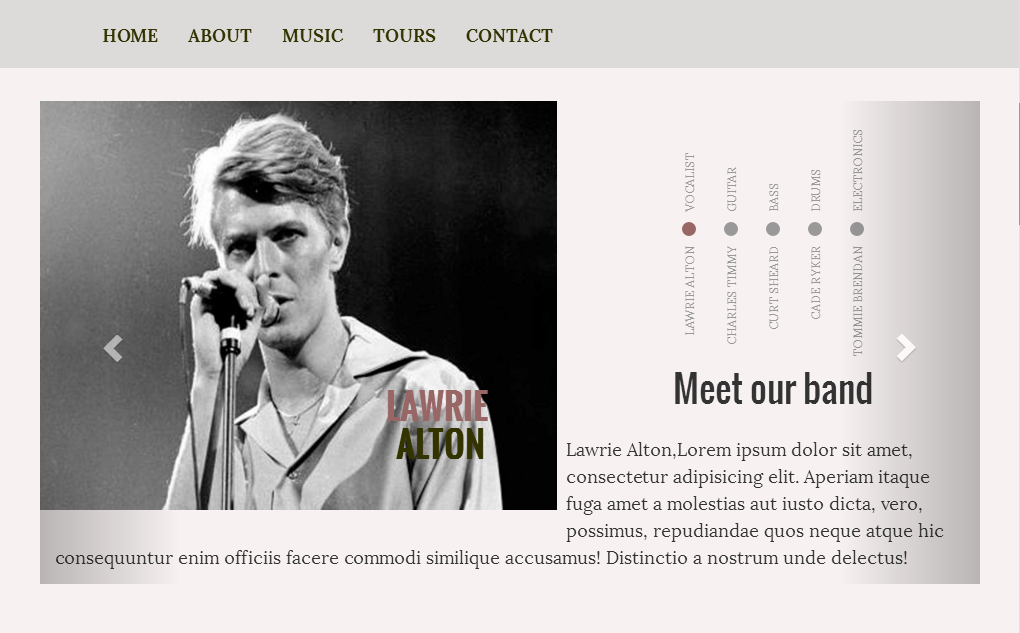 HOME ABOUT MUSIC TOURS CONTACT
VOCALIST
GUITAR
BASS
DRUMS
ELECTRONICS
LAWRIE ALTON
CHARLES TIMMY
CURT SHEARD
CADE RYKER
TOMMIE BRENDAN
LAWRIE
ALTON
Meet our band
Lawrie Alton,Lorem ipsum dolor sit amet,
consectetur adipisicing elit. Aperiam itaque
fuga amet a molestias aut iusto dicta, vero,
possimus, repudiandae quos neque atque hic
consequuntur enim officiis facere commodi similique accusamus! Distinctio a nostrum unde delectus!